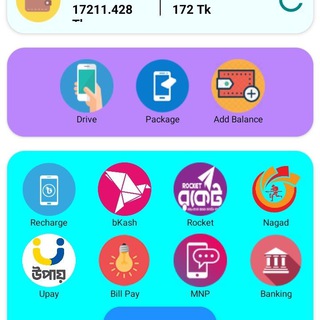 17211.428 172 Tk
Tk
Drive Package Add Balance
ROCKET
রকেট
Recharge bKash Rocket Nagad
উপায়
Upay Bill Pay MNP Banking